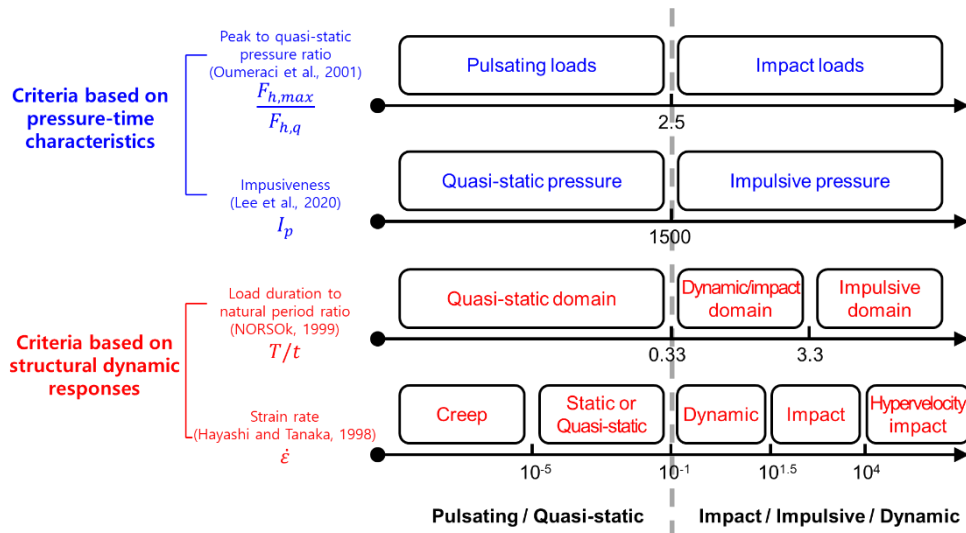 Peak to quasi-static
pressure ratio
(Oumeraci et al., 2001)
F_{h,max}
F_{h,q}
Pulsating loads
Impact loads
2.5
Criteria based on
pressure-time
characteristics
Impusiveness
(Lee et al., 2020)
I_p
Quasi-static pressure
Impulsive pressure
1500
Load duration to
natural period ratio
(NORSOk, 1999)
T/t
Quasi-static domain
Dynamic/impact
domain
Impulsive
domain
0.33
3.3
Criteria based on
structural dynamic
responses
Strain rate
(Hayashi and Tanaka, 1998)
ε̇
Creep
Static or
Quasi-static
Dynamic
Impact
Hypervelocity
impact
10⁻⁵
10⁻¹
10¹·⁵
10⁴
Pulsating / Quasi-static
Impact / Impulsive / Dynamic